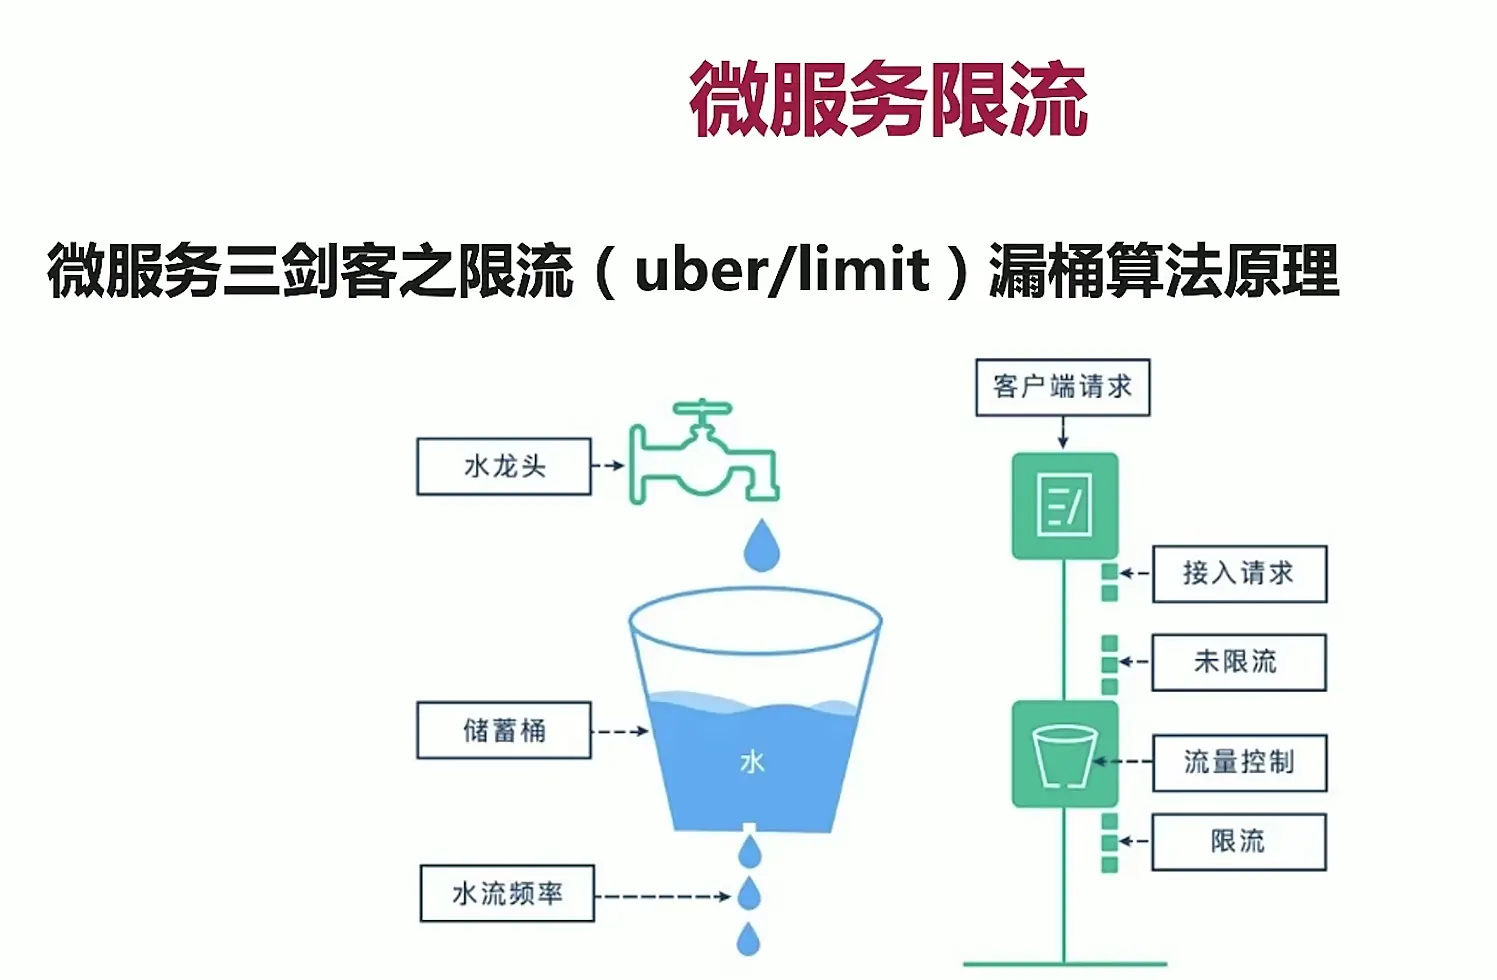 微服务限流
微服务三剑客之限流（uber/limit）漏桶算法原理
客户端请求
水龙头
接入请求
未限流
储蓄桶
水
流量控制
限流
水流频率